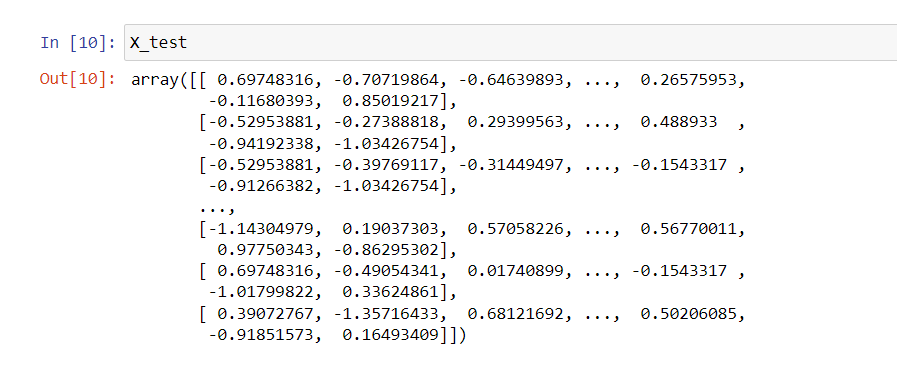 In [10]: X_test
Out[10]: array([[ 0.69748316, -0.70719864, -0.64639893, ...,  0.26575953,
        -0.11680393,  0.85019217],
       [-0.52953881, -0.27388818,  0.29399563, ...,  0.488933  ,
        -0.94192338, -1.03426754],
       [-0.52953881, -0.39769117, -0.31449497, ..., -0.1543317 ,
        -0.91266382, -1.03426754],
       ...,
       [-1.14304979,  0.19037303,  0.57058226, ...,  0.56770011,
         0.97750343, -0.86295302],
       [ 0.69748316, -0.49054341,  0.01740899, ..., -0.1543317 ,
        -1.01799822,  0.33624861],
       [ 0.39072767, -1.35716433,  0.68121692, ...,  0.50206085,
        -0.91851573,  0.16493409]])